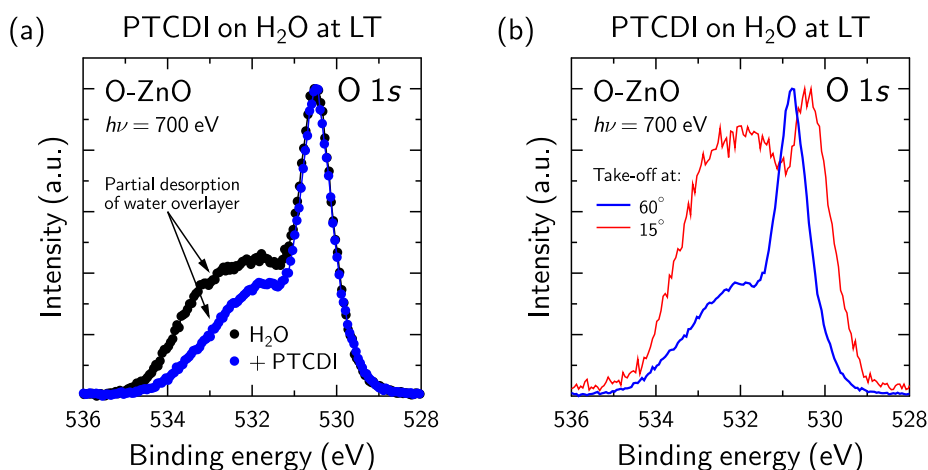 (a)
PTCDI on H₂O at LT
O-ZnO
O 1s
hν = 700 eV
Partial desorption
of water overlayer
H₂O
+ PTCDI
Intensity (a.u.)
536
534
532
530
528
Binding energy (eV)
(b)
PTCDI on H₂O at LT
O-ZnO
O 1s
hν = 700 eV
Take-off at:
60°
15°
Intensity (a.u.)
536
534
532
530
528
Binding energy (eV)